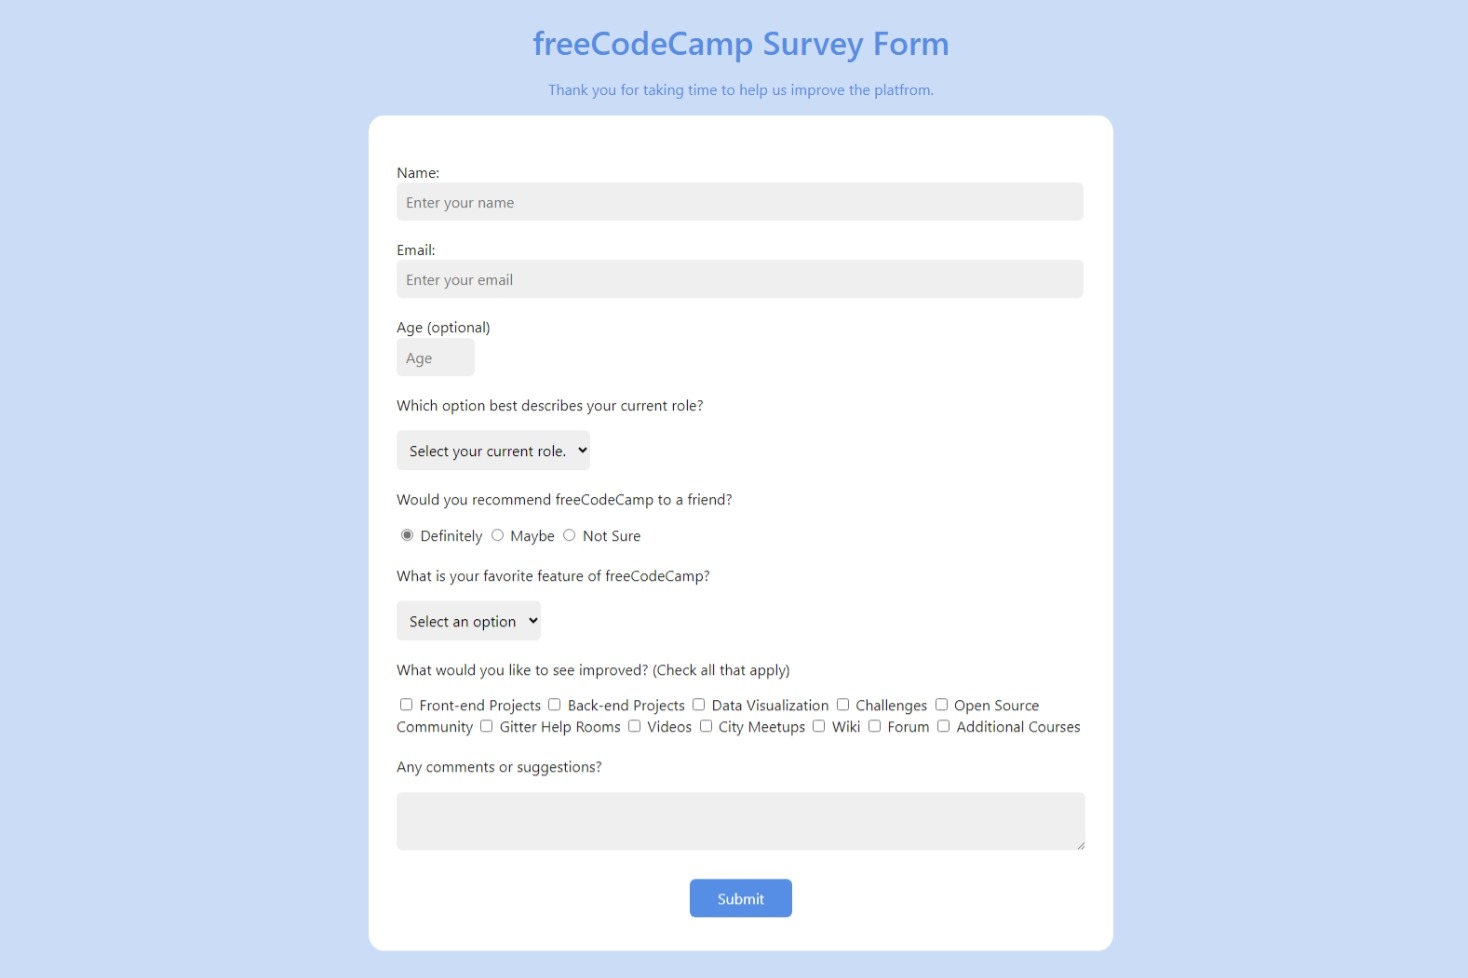 freeCodeCamp Survey Form
Thank you for taking time to help us improve the platfrom.
Name:
Enter your name
Email:
Enter your email
Age (optional)
Age
Which option best describes your current role?
Select your current role.
Would you recommend freeCodeCamp to a friend?
Definitely Maybe Not Sure
What is your favorite feature of freeCodeCamp?
Select an option
What would you like to see improved? (Check all that apply)
Front-end Projects Back-end Projects Data Visualization Challenges Open Source
Community Gitter Help Rooms Videos City Meetups Wiki Forum Additional Courses
Any comments or suggestions?
Submit